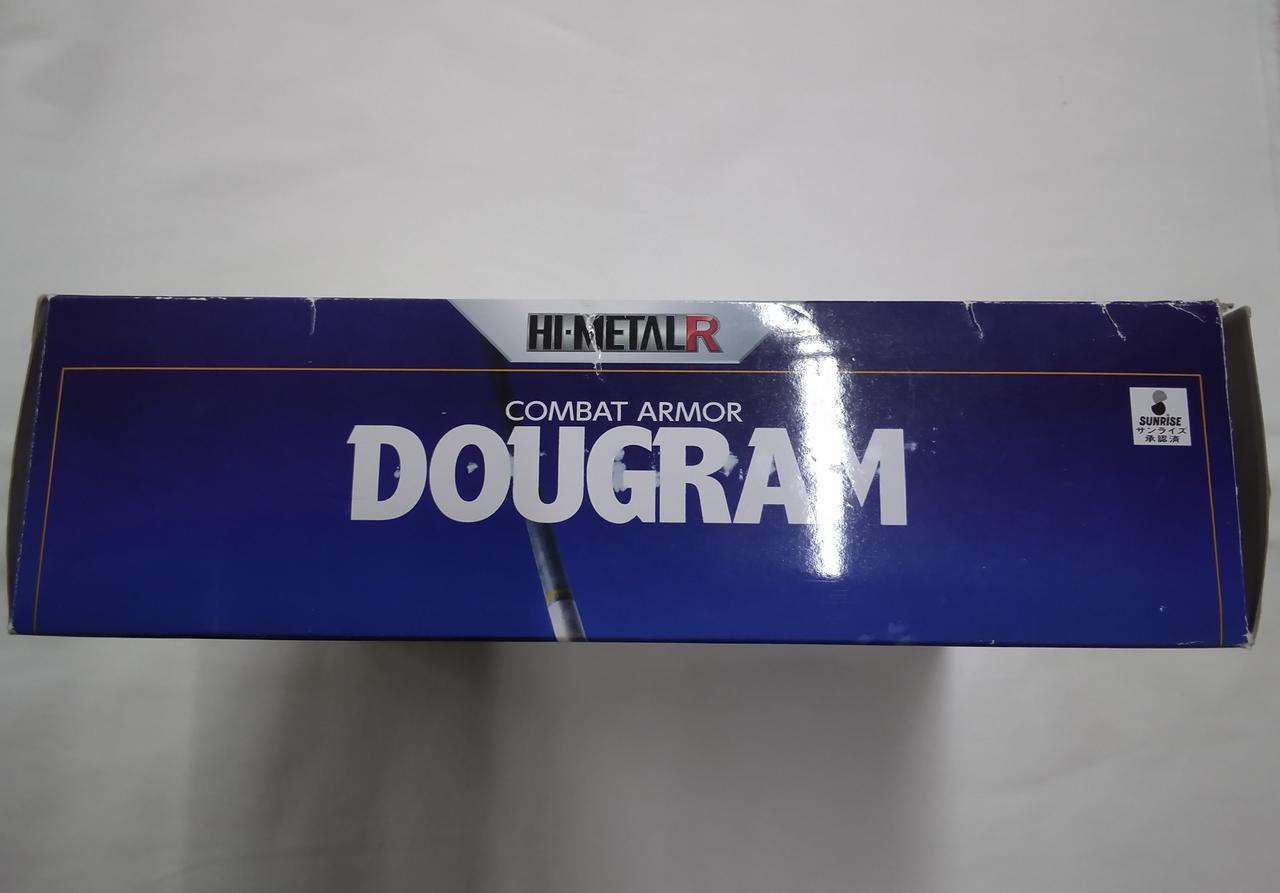 HI-METAL R
COMBAT ARMOR
DOUGRAM
SUNRISE
サンライズ
承認済